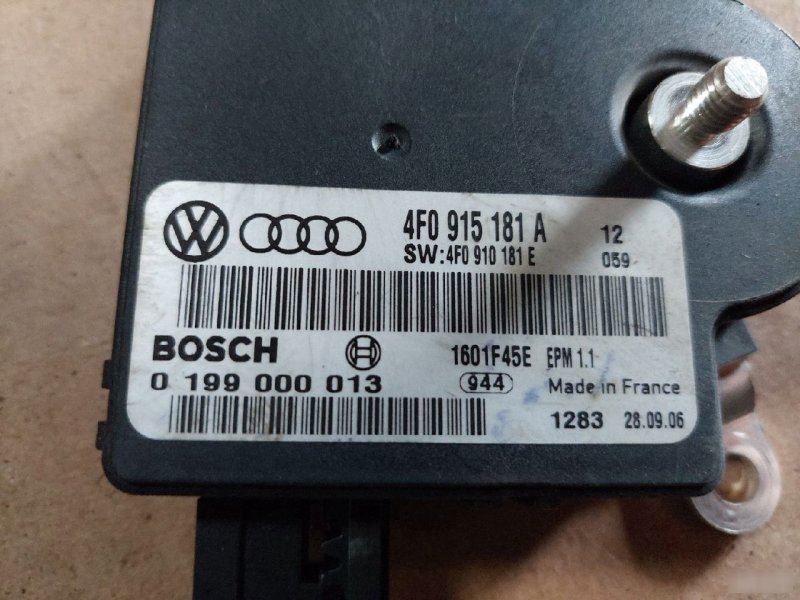 4F0 915 181 A 12
SW:4F0 910 181 E 059
BOSCH 1601F45E EPM 1.1
0 199 000 013 944 Made in France
1283 28.09.06